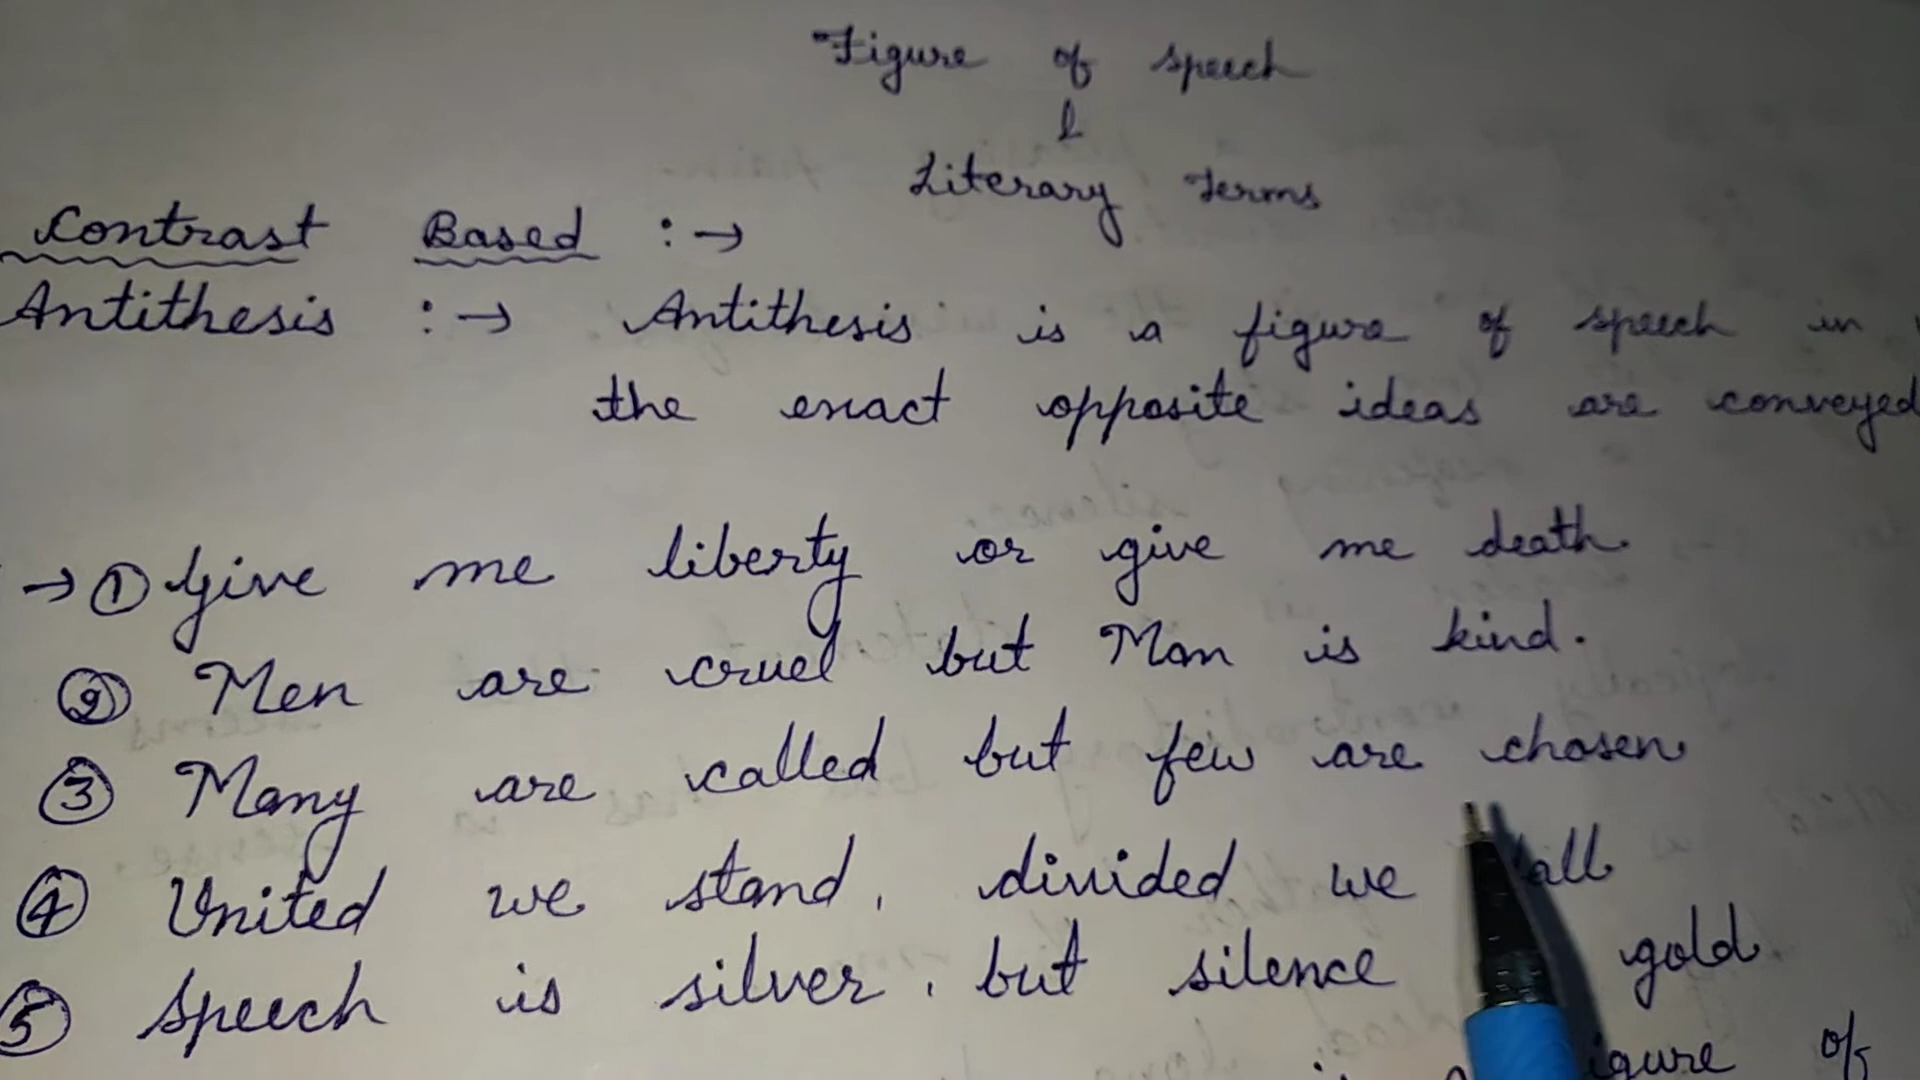 Figure of speech
&
Literary Terms
Contrast Based :→
Antithesis :→ Antithesis is a figure of speech in
the exact opposite ideas are conveyed
→ ① Give me liberty or give me death.
② Men are cruel but Man is kind.
③ Many are called but few are chosen
④ United we stand, divided we fall
⑤ Speech is silver, but silence gold.
figure of